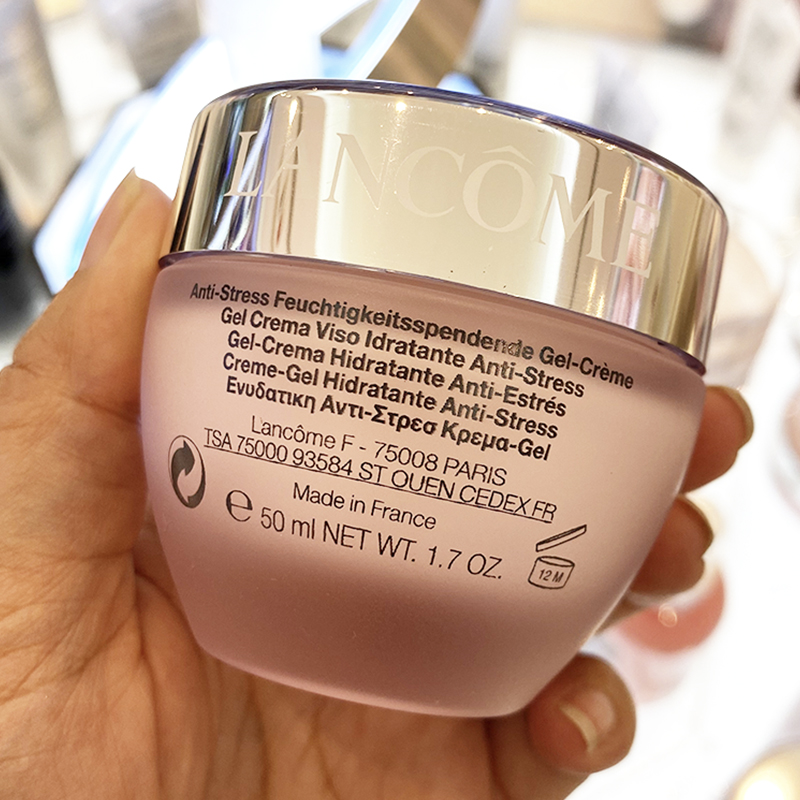 LANCÔME
Anti-Stress Feuchtigkeitsspendende Gel-Crème
Gel Crema Viso Idratante Anti-Stress
Gel-Crema Hidratante Anti-Estrés
Creme-Gel Hidratante Anti-Stress
Ενυδατικη Αντι-Στρεσ Κρεμα-Gel
Lancôme F - 75008 PARIS
TSA 75000 93584 ST OUEN CEDEX FR
Made in France
e 50 ml NET WT. 1.7 OZ.
12 M